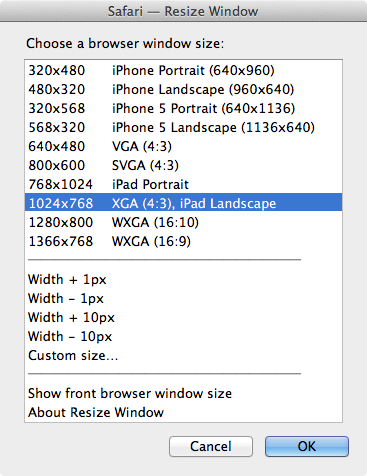 Safari — Resize Window
Choose a browser window size:
320x480 iPhone Portrait (640x960)
480x320 iPhone Landscape (960x640)
320x568 iPhone 5 Portrait (640x1136)
568x320 iPhone 5 Landscape (1136x640)
640x480 VGA (4:3)
800x600 SVGA (4:3)
768x1024 iPad Portrait
1024x768 XGA (4:3), iPad Landscape
1280x800 WXGA (16:10)
1366x768 WXGA (16:9)
Width + 1px
Width – 1px
Width + 10px
Width – 10px
Custom size...
Show front browser window size
About Resize Window
Cancel OK